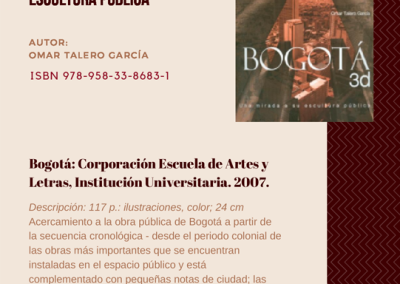 ESCULTURA PÚBLICA
AUTOR:
OMAR TALERO GARCÍA
ISBN 978-958-33-8683-1
Omar Talero García
BOGOTÁ
3d
Una mirada a su escultura pública
Bogotá: Corporación Escuela de Artes y
Letras, Institución Universitaria. 2007.
Descripción: 117 p.: ilustraciones, color; 24 cm
Acercamiento a la obra pública de Bogotá a partir de
la secuencia cronológica - desde el periodo colonial de
las obras más importantes que se encuentran
instaladas en el espacio público y está
complementado con pequeñas notas de ciudad; las